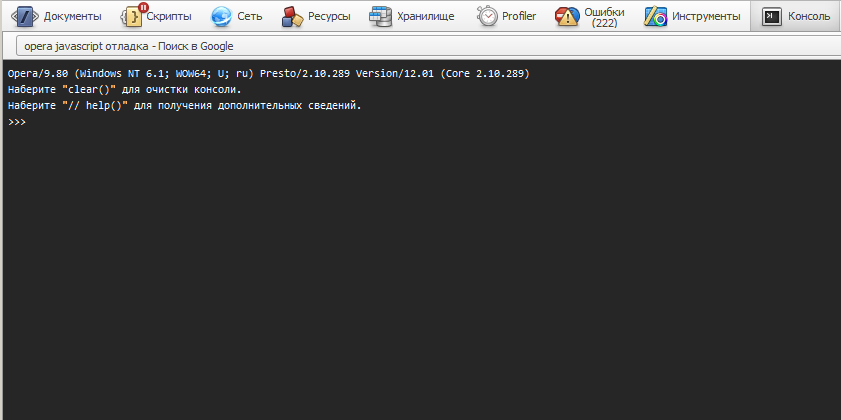 Документы Скрипты Сеть Ресурсы Хранилище Profiler Ошибки (222) Инструменты Консоль
opera javascript отладка - Поиск в Google
Opera/9.80 (Windows NT 6.1; WOW64; U; ru) Presto/2.10.289 Version/12.01 (Core 2.10.289)
Наберите "clear()" для очистки консоли.
Наберите "// help()" для получения дополнительных сведений.
>>>